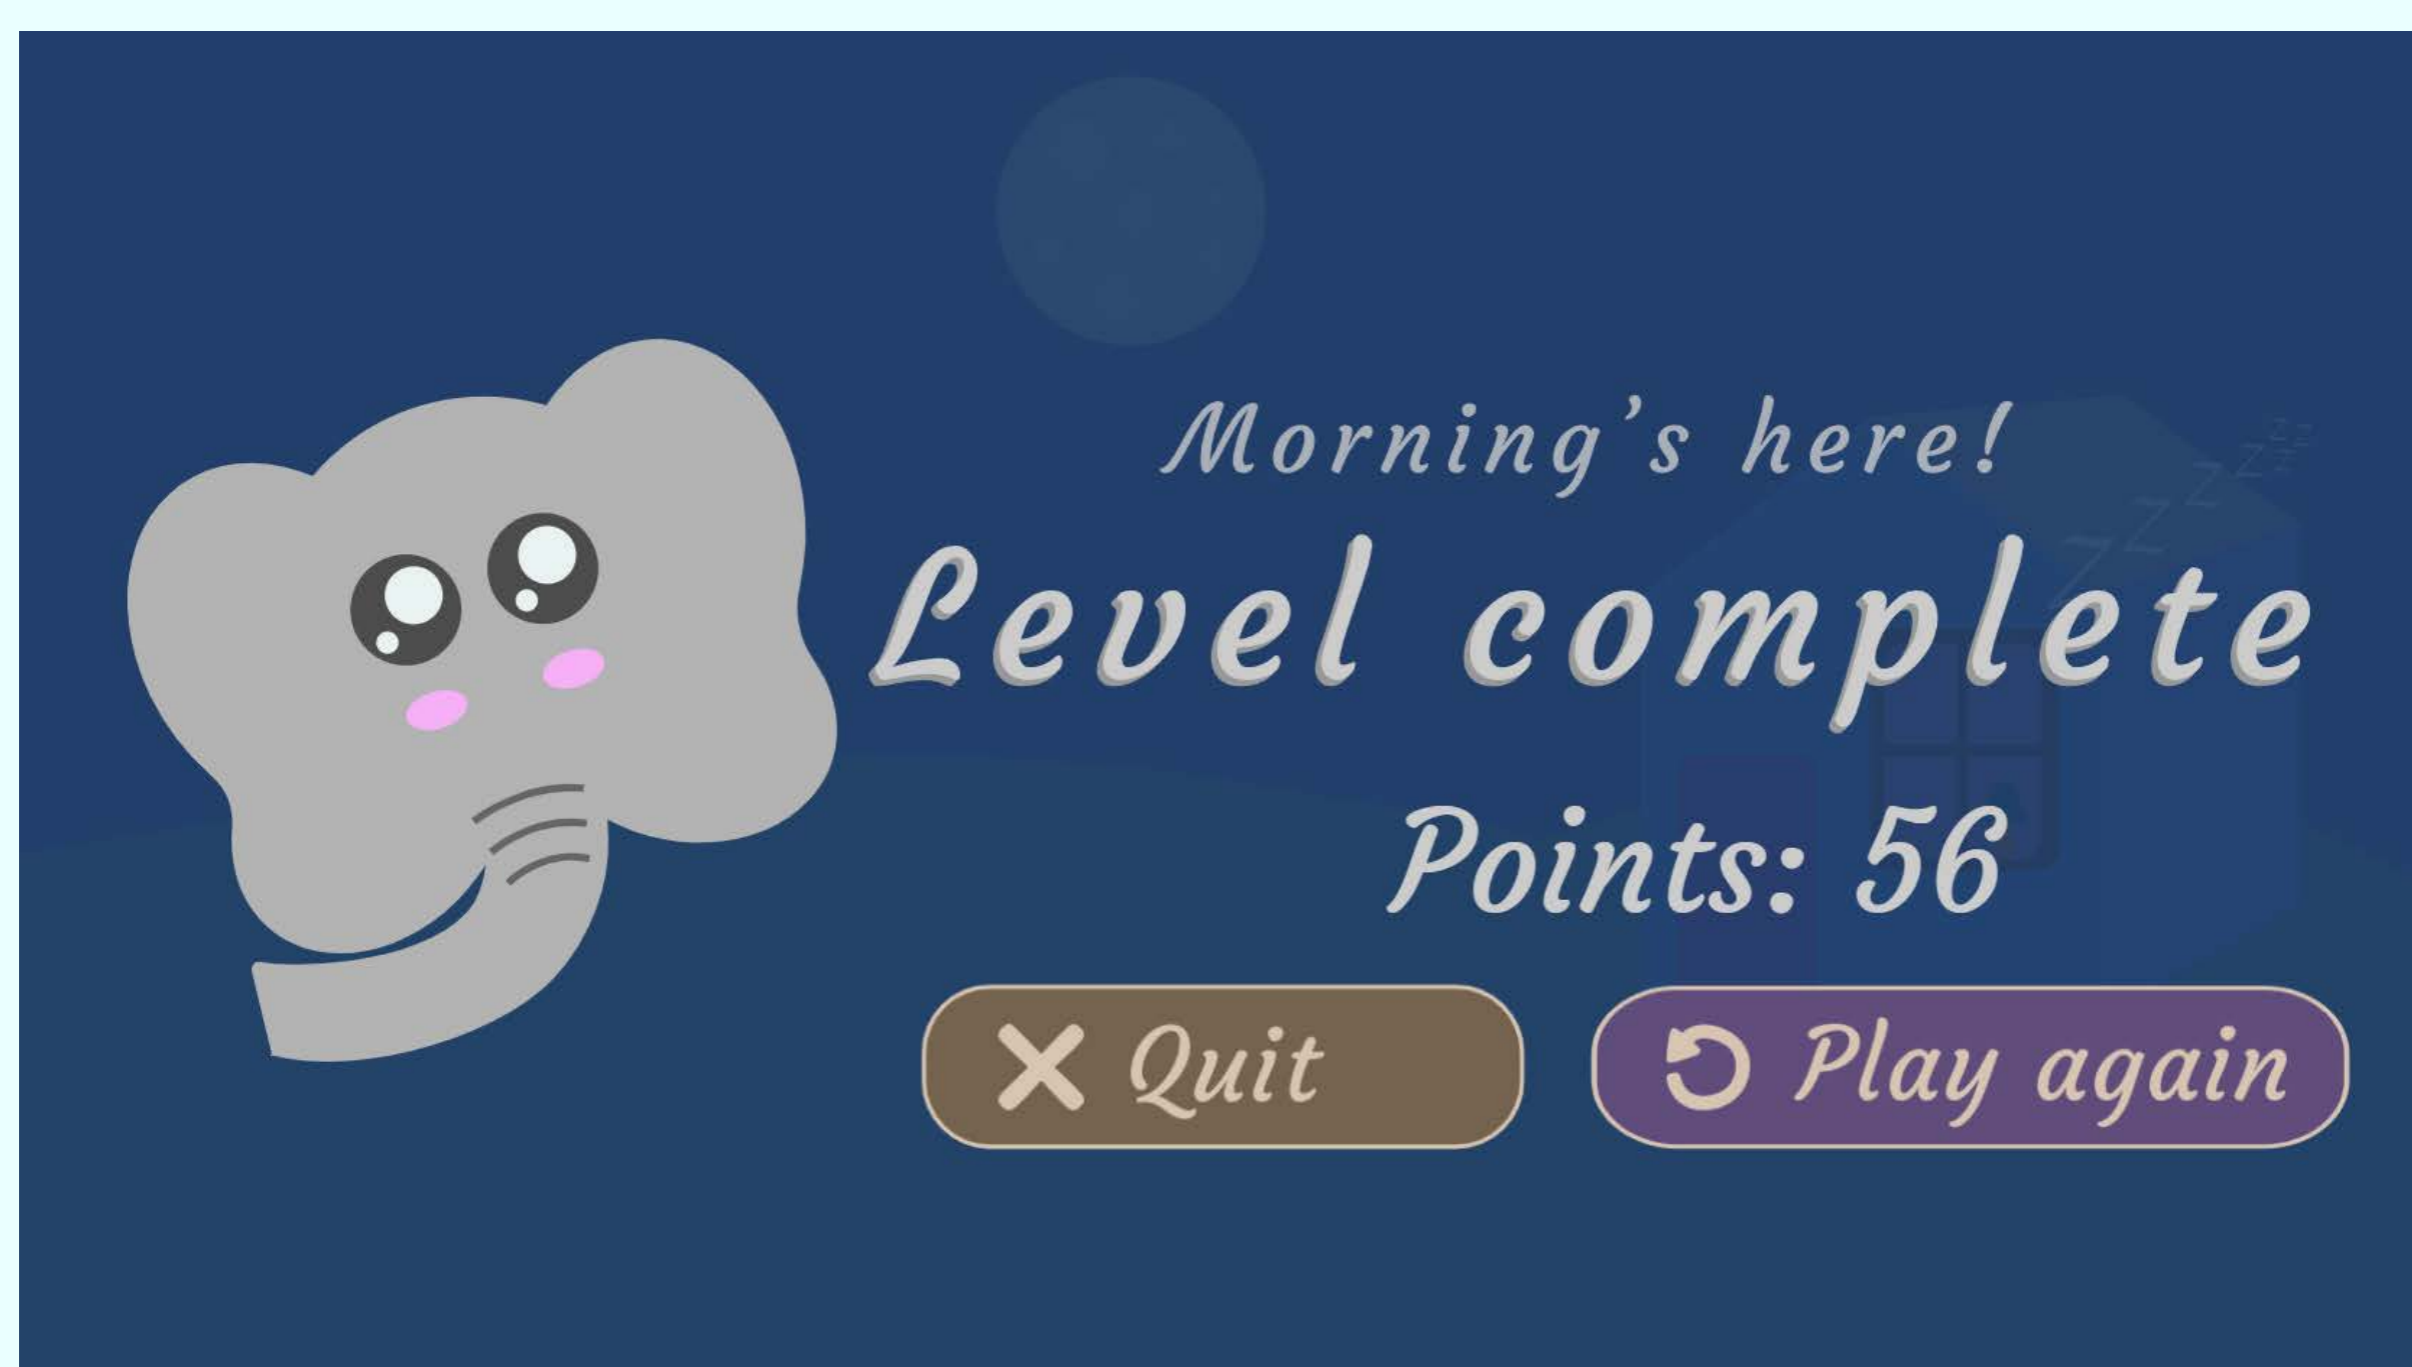 Morning’s here!
Level complete
Points: 56
Quit
Play again
z z z z z z z